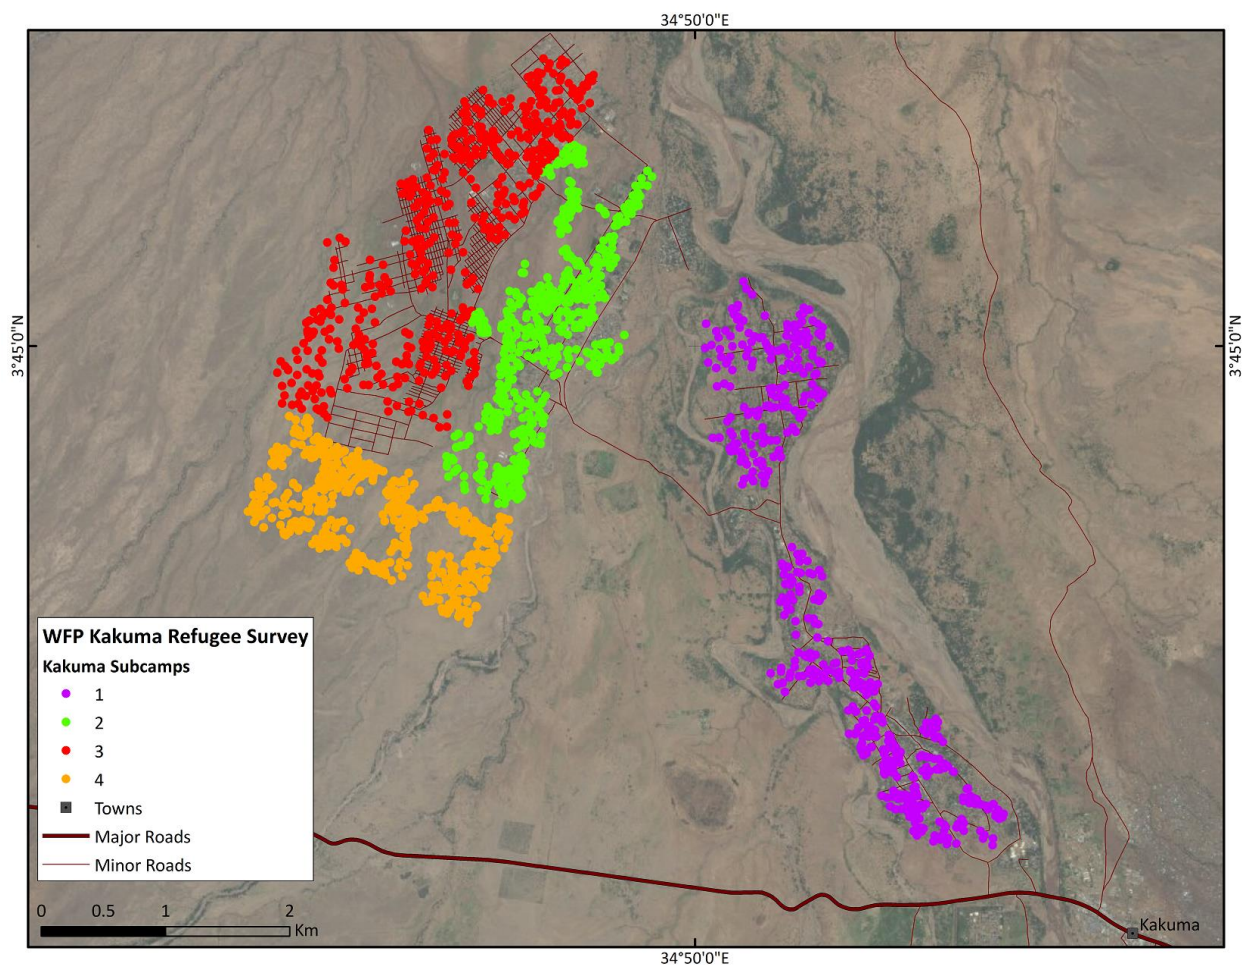 34°50'0"E
3°45'0"N
3°45'0"N
WFP Kakuma Refugee Survey
Kakuma Subcamps
1
2
3
4
Towns
Major Roads
Minor Roads
0 0.5 1 2
Km
Kakuma
34°50'0"E